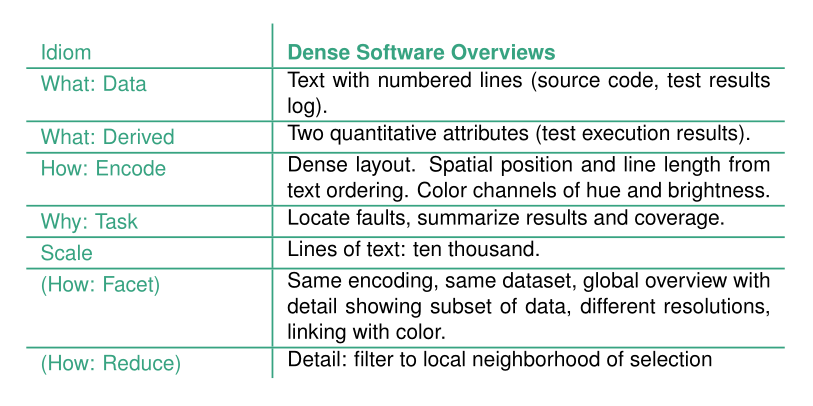 Idiom Dense Software Overviews
What: Data Text with numbered lines (source code, test results
log).
What: Derived Two quantitative attributes (test execution results).
How: Encode Dense layout. Spatial position and line length from
text ordering. Color channels of hue and brightness.
Why: Task Locate faults, summarize results and coverage.
Scale Lines of text: ten thousand.
(How: Facet) Same encoding, same dataset, global overview with
detail showing subset of data, different resolutions,
linking with color.
(How: Reduce) Detail: filter to local neighborhood of selection